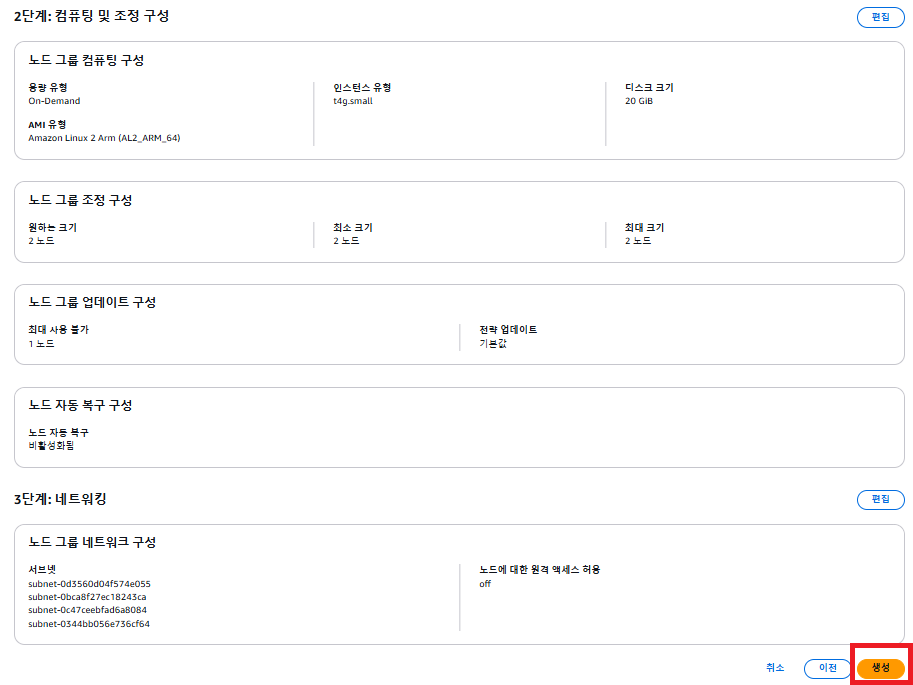 2단계: 컴퓨팅 및 조정 구성
편집
노드 그룹 컴퓨팅 구성
용량 유형
On-Demand
인스턴스 유형
t4g.small
디스크 크기
20 GiB
AMI 유형
Amazon Linux 2 Arm (AL2_ARM_64)
노드 그룹 조정 구성
원하는 크기
2 노드
최소 크기
2 노드
최대 크기
2 노드
노드 그룹 업데이트 구성
최대 사용 불가
1 노드
전략 업데이트
기본값
노드 자동 복구 구성
노드 자동 복구
비활성화됨
3단계: 네트워킹
편집
노드 그룹 네트워크 구성
서브넷
subnet-0d3560d04f574e055
subnet-0bca8f27ec18243ca
subnet-0c47ceebfad6a8084
subnet-0344bb056e736cf64
노드에 대한 원격 액세스 허용
off
취소
이전
생성